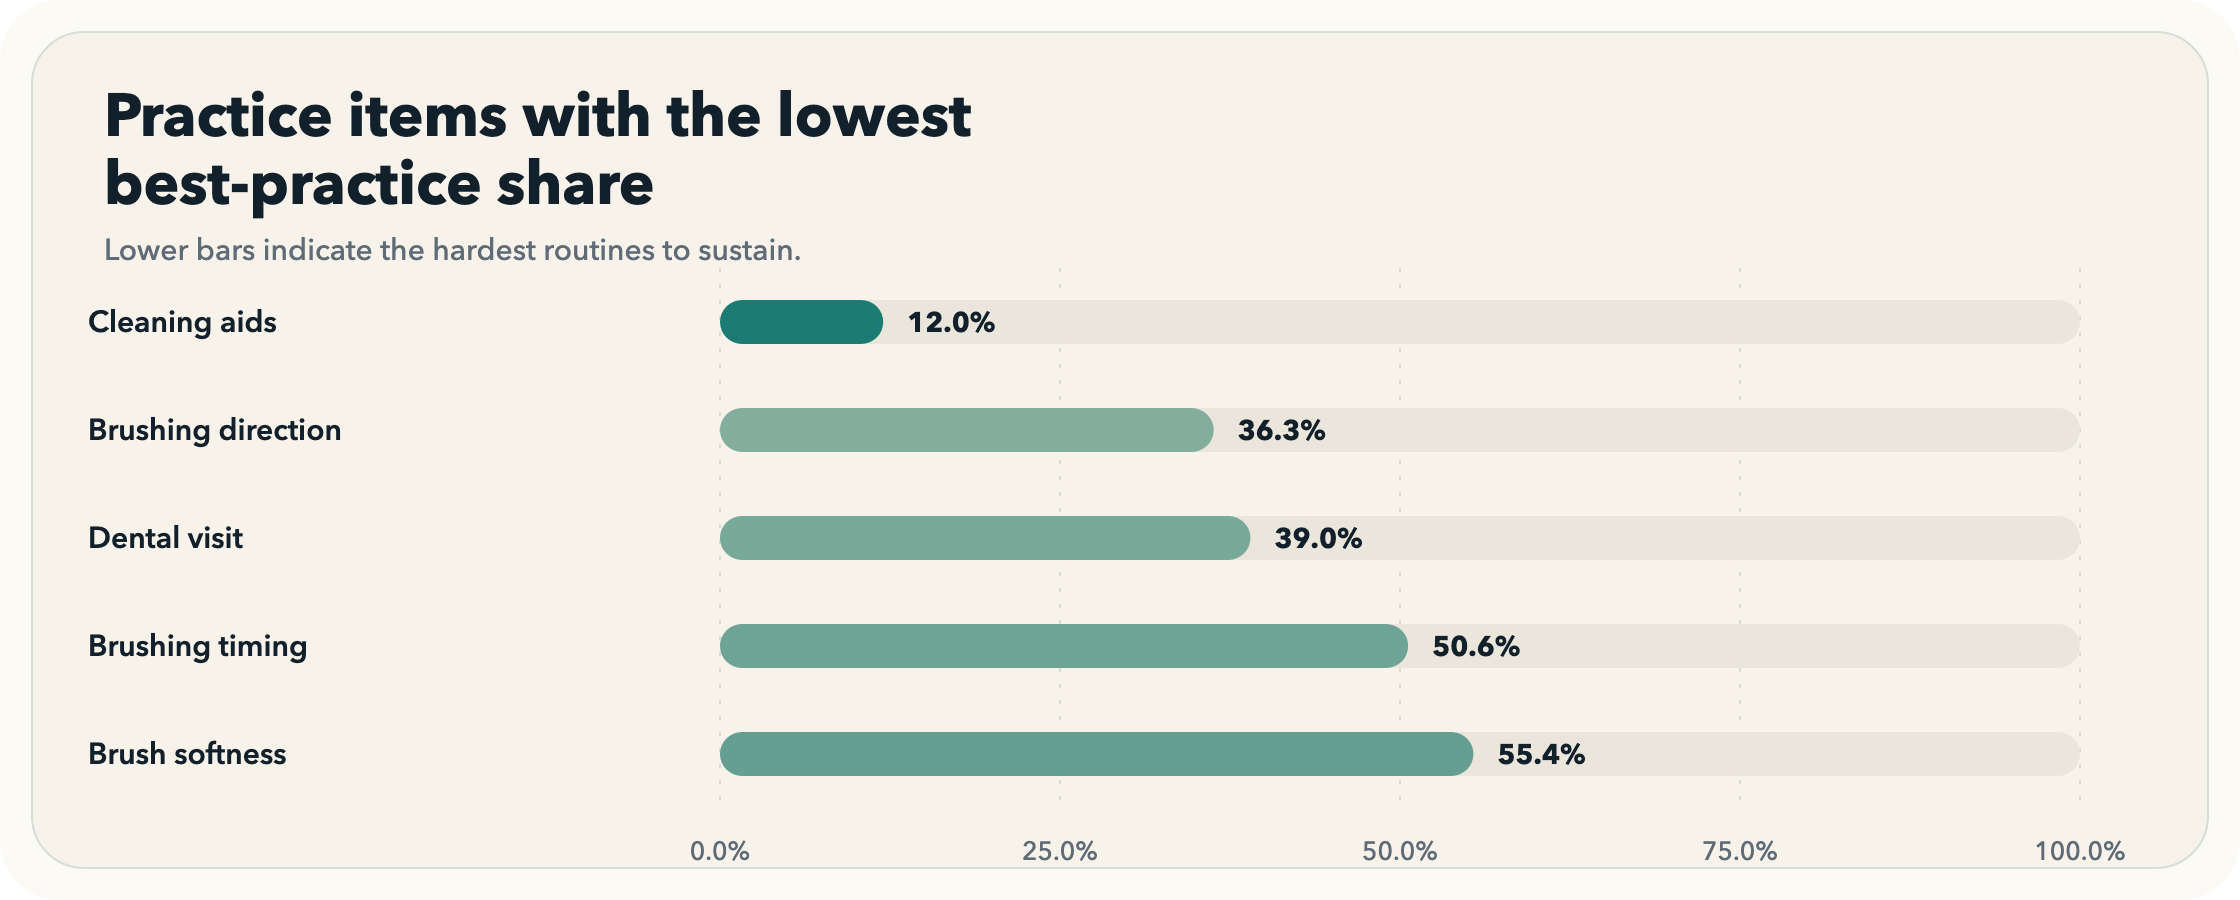 Practice items with the lowest
best-practice share
Lower bars indicate the hardest routines to sustain.
Cleaning aids
12.0%
Brushing direction
36.3%
Dental visit
39.0%
Brushing timing
50.6%
Brush softness
55.4%
0.0%
25.0%
50.0%
75.0%
100.0%